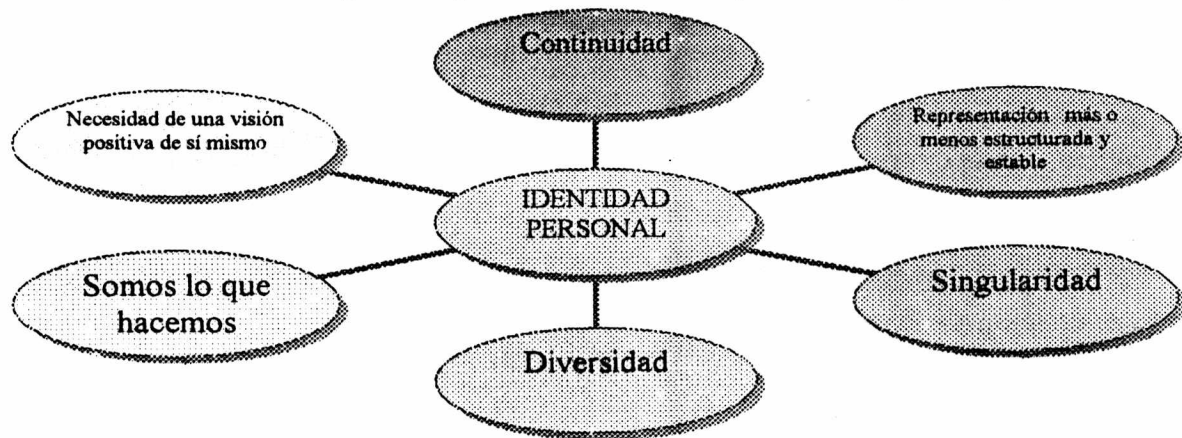 Continuidad
Necesidad de una visión
positiva de sí mismo
Representación más o
menos estructurada y
estable
IDENTIDAD
PERSONAL
Somos lo que
hacemos
Singularidad
Diversidad